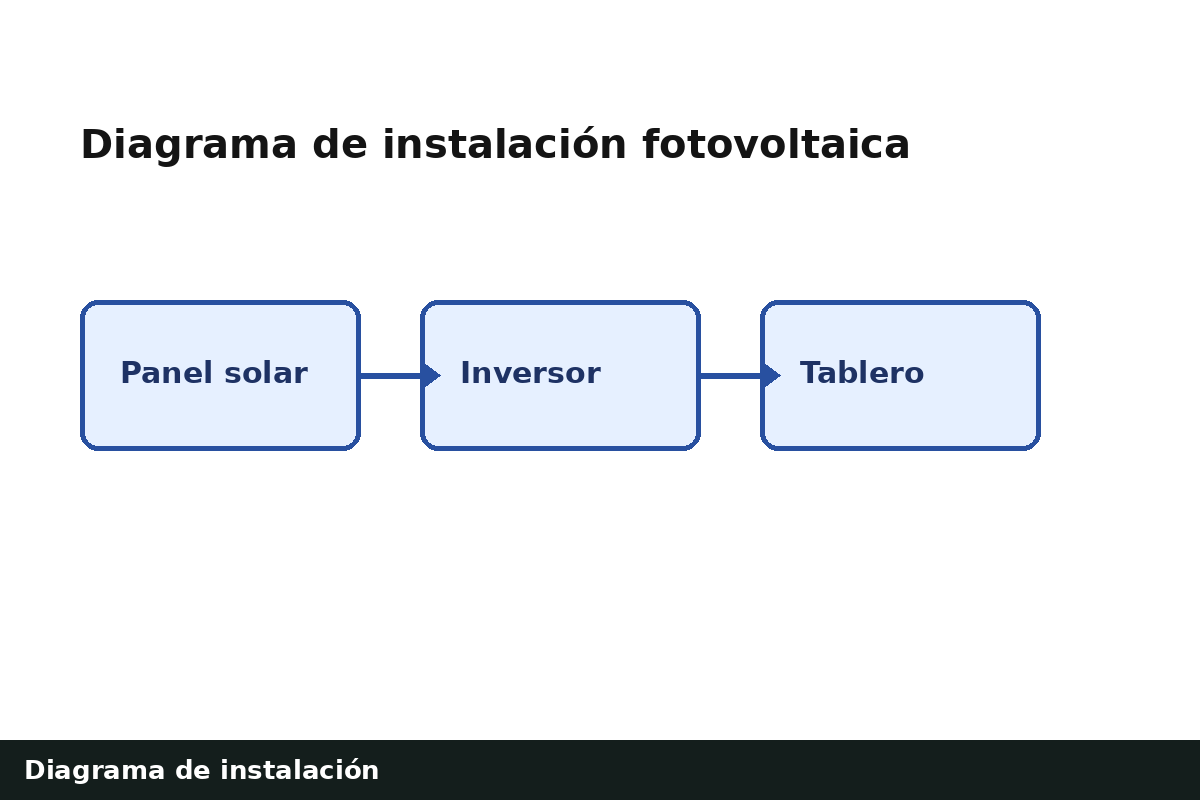 Diagrama de instalación fotovoltaica
Panel solar
Inversor
Tablero
Diagrama de instalación